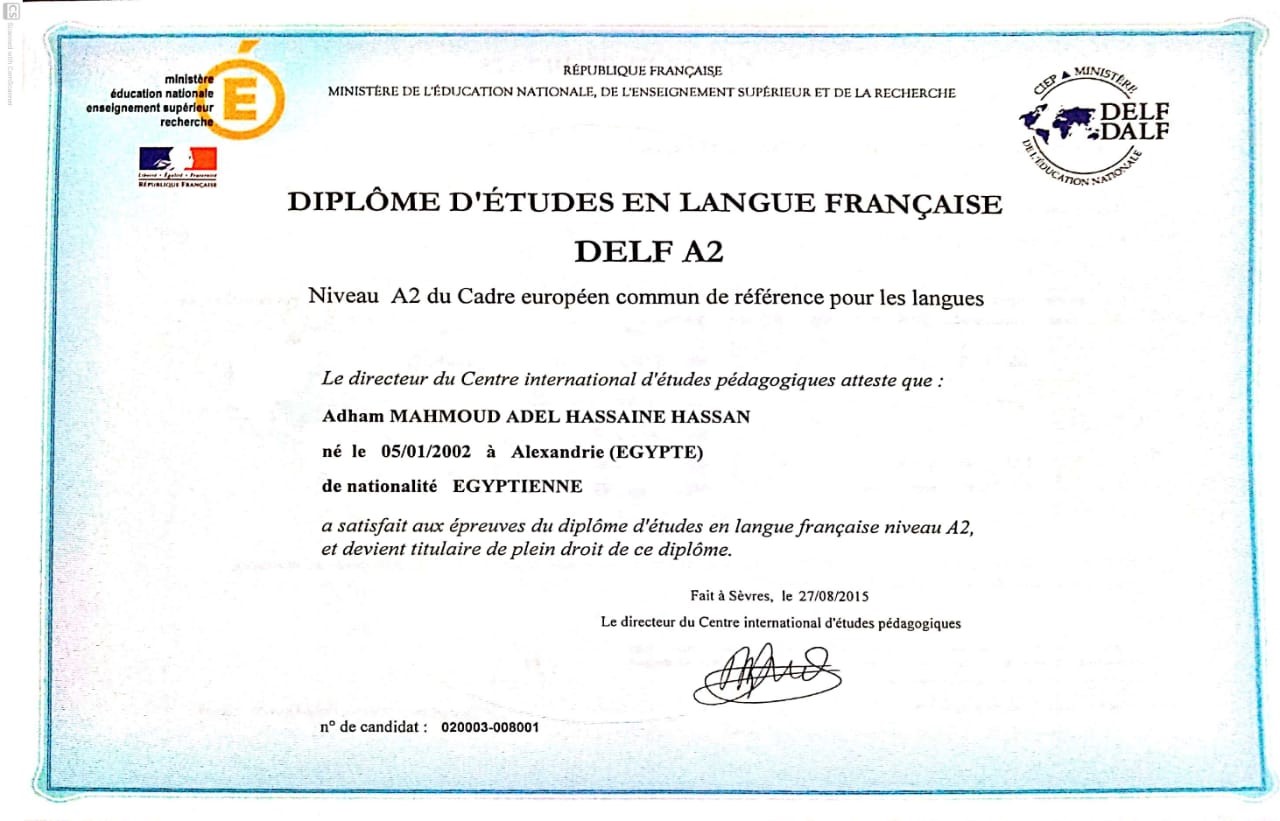 CS
Scanned with CamScanner
ministère
éducation nationale
enseignement supérieur
recherche
É
Liberté • Égalité • Fraternité
RÉPUBLIQUE FRANÇAISE
RÉPUBLIQUE FRANÇAISE
MINISTÈRE DE L'ÉDUCATION NATIONALE, DE L'ENSEIGNEMENT SUPÉRIEUR ET DE LA RECHERCHE
CIEP ▲ MINISTÈRE
DELF
DALF
DE L'ÉDUCATION NATIONALE
DIPLÔME D'ÉTUDES EN LANGUE FRANÇAISE
DELF A2
Niveau A2 du Cadre européen commun de référence pour les langues
Le directeur du Centre international d'études pédagogiques atteste que :
Adham MAHMOUD ADEL HASSAINE HASSAN
né le 05/01/2002 à Alexandrie (EGYPTE)
de nationalité EGYPTIENNE
a satisfait aux épreuves du diplôme d'études en langue française niveau A2,
et devient titulaire de plein droit de ce diplôme.
Fait à Sèvres, le 27/08/2015
Le directeur du Centre international d'études pédagogiques
n° de candidat : 020003-008001